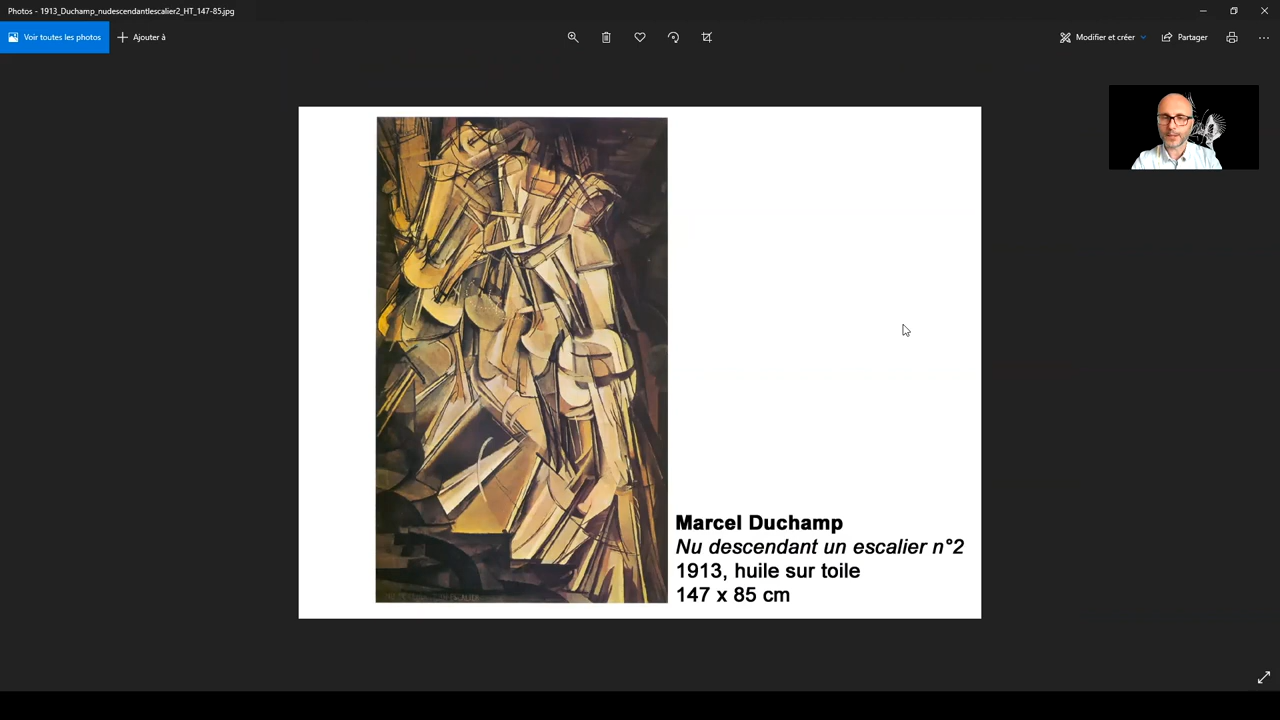 Photos - 1913_Duchamp_nudescendantlescalier2_HT_147-85.jpg
Voir toutes les photos
Ajouter à
Modifier et créer
Partager
Marcel Duchamp
Nu descendant un escalier n°2
1913, huile sur toile
147 x 85 cm